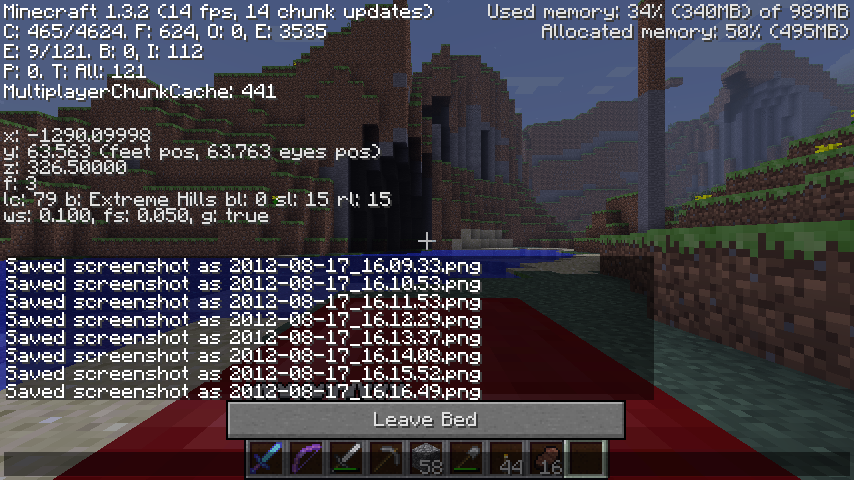 Minecraft 1.3.2 (14 fps, 14 chunk updates)
Used memory: 34% (340MB) of 989MB
C: 465/4624, F: 624, O: 0, E: 3535
Allocated memory: 50% (495MB)
E: 9/121, B: 0, I: 112
P: 0, T: All: 121
MultiplayerChunkCache: 441
x: -1290.09998
y: 63.563 (feet pos, 63.763 eyes pos)
z: 326.50000
f: 3
lc: 79 b: Extreme Hills bl: 0 sl: 15 rl: 15
ws: 0.100, fs: 0.050, g: true
Saved screenshot as 2012-08-17_16.09.33.png
Saved screenshot as 2012-08-17_16.10.53.png
Saved screenshot as 2012-08-17_16.11.53.png
Saved screenshot as 2012-08-17_16.12.29.png
Saved screenshot as 2012-08-17_16.13.37.png
Saved screenshot as 2012-08-17_16.14.08.png
Saved screenshot as 2012-08-17_16.15.52.png
Saved screenshot as 2012-08-17_16.16.49.png
Leave Bed
58 44 16